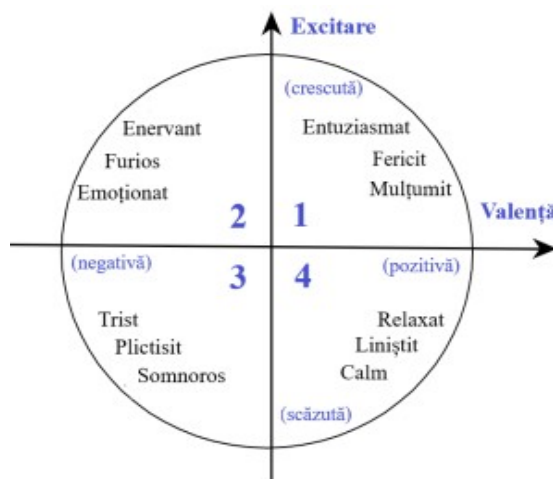 Excitare
(crescută)
Enervant
Furios
Emoționat
Entuziasmat
Fericit
Mulțumit
2
1
Valență
(negativă)
3
4
(pozitivă)
Trist
Plictisit
Somnoros
Relaxat
Liniștit
Calm
(scăzută)